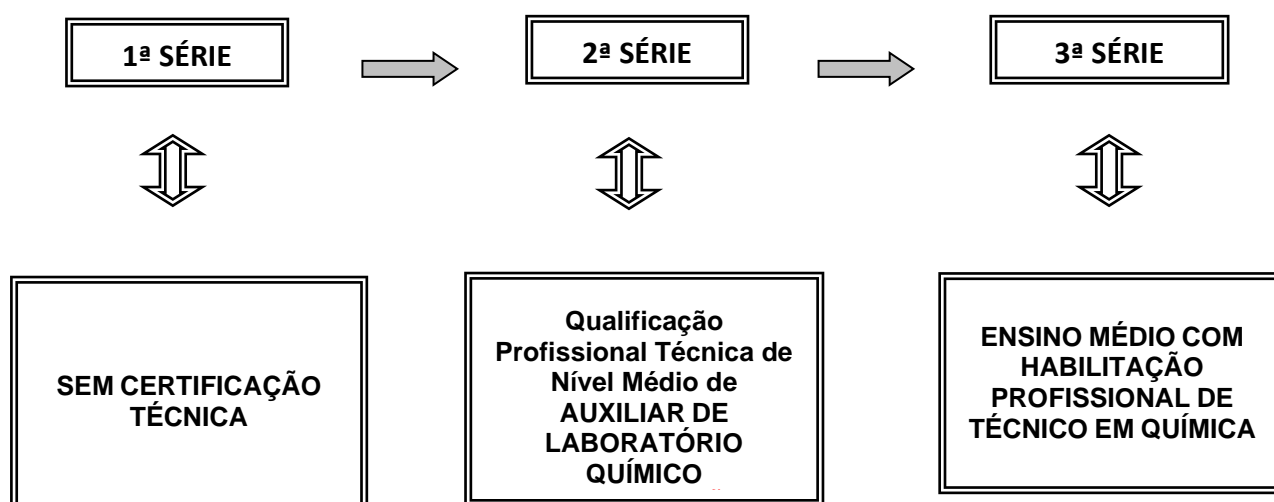 1ª SÉRIE
2ª SÉRIE
3ª SÉRIE
SEM CERTIFICAÇÃO
TÉCNICA
Qualificação
Profissional Técnica de
Nível Médio de
AUXILIAR DE
LABORATÓRIO
QUÍMICO
ENSINO MÉDIO COM
HABILITAÇÃO
PROFISSIONAL DE
TÉCNICO EM QUÍMICA